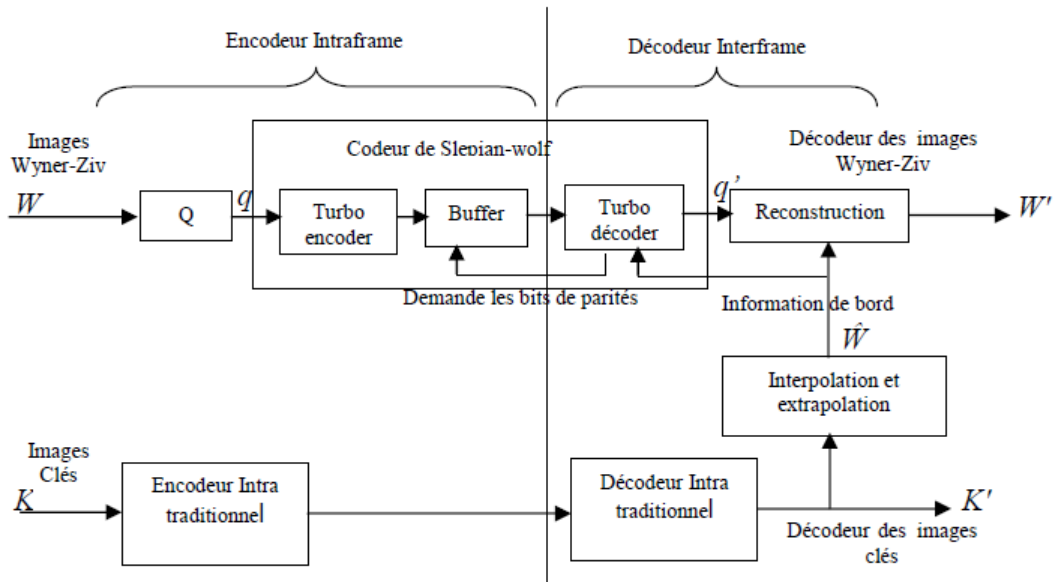 Encodeur Intraframe
Décodeur Interframe
Images
Wyner-Ziv
Codeur de Slepian-wolf
Décodeur des images
Wyner-Ziv
W
Q
q
Turbo
encoder
Buffer
Turbo
décoder
q’
Reconstruction
W'
Demande les bits de parités
Information de bord
Ŵ
Interpolation et
extrapolation
Images
Clés
K
Encodeur Intra
traditionnel
Décodeur Intra
traditionnel
K'
Décodeur des images
clés